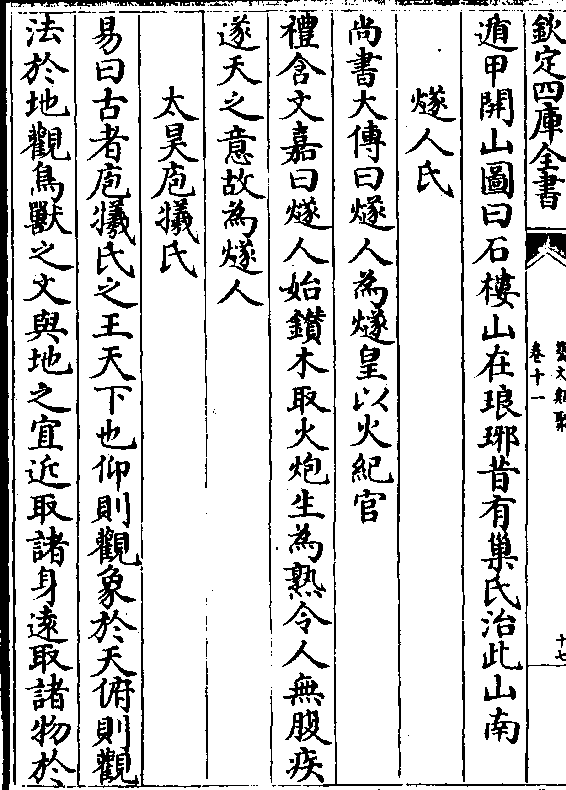 欽定四庫全書
藝文類聚
卷十一
十七
遁甲開山圖曰石樓山在琅琊昔有巢氏治此山南
燧人氏
尚書大傳曰燧人為燧皇以火紀官
禮含文嘉曰燧人始鑽木取火炮生為熟令人無腹疾
遂天之意故為燧人
太昊庖犧氏
易曰古者庖犧氏之王天下也仰則觀象於天俯則觀
法於地觀鳥獸之文與地之宜近取諸身遠取諸物於